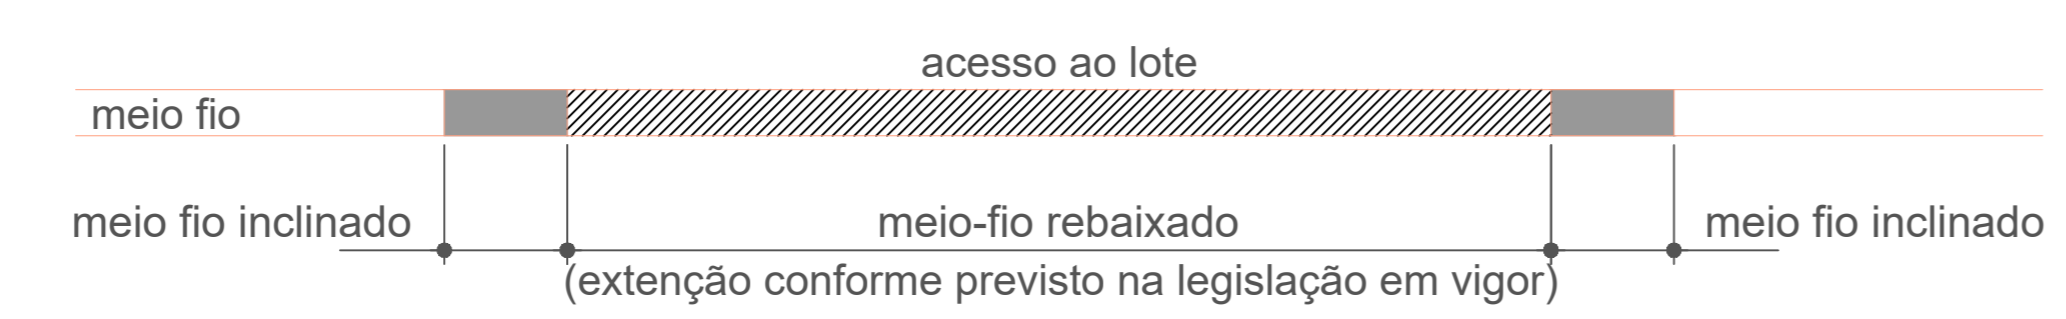 acesso ao lote
meio fio
meio fio inclinado
meio-fio rebaixado
meio fio inclinado
(extenção conforme previsto na legislação em vigor)